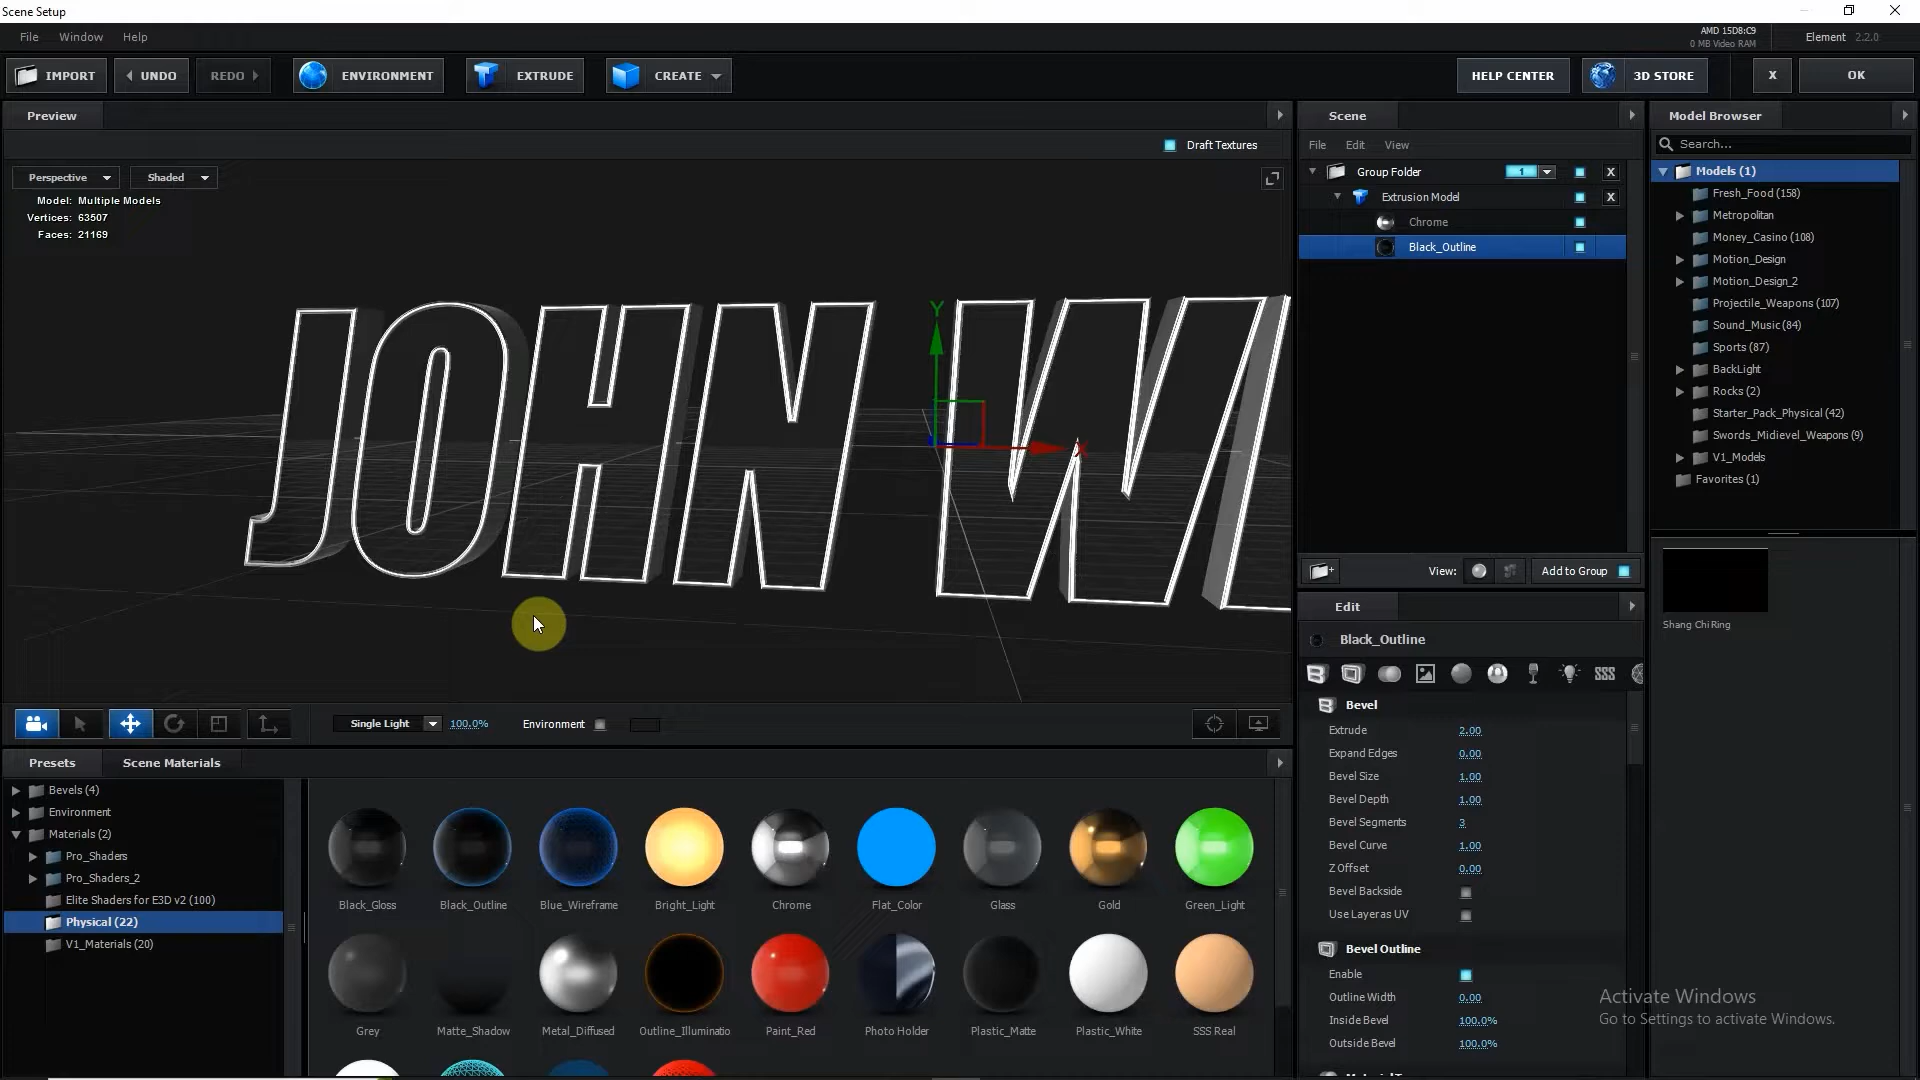 Scene Setup
File Window Help
AMD 15D8:C9
0 MB Video RAM
Element 2.2.0
IMPORT UNDO REDO ENVIRONMENT EXTRUDE CREATE HELP CENTER 3D STORE X OK
Preview
Draft Textures
Perspective Shaded
Model: Multiple Models
Vertices: 63507
Faces: 21169
JOHN WI
Y
X
Single Light 100.0% Environment
Scene
File Edit View
Group Folder 1 X
Extrusion Model X
Chrome
Black_Outline
View: Add to Group
Model Browser
Search...
Models (1)
Fresh_Food (158)
Metropolitan
Money_Casino (108)
Motion_Design
Motion_Design_2
Projectile_Weapons (107)
Sound_Music (84)
Sports (87)
BackLight
Rocks (2)
Starter_Pack_Physical (42)
Swords_Midievel_Weapons (9)
V1_Models
Favorites (1)
Shang Chi Ring
Edit
Black_Outline
SSS
Bevel
Extrude 2.00
Expand Edges 0.00
Bevel Size 1.00
Bevel Depth 1.00
Bevel Segments 3
Bevel Curve 1.00
Z Offset 0.00
Bevel Backside
Use Layer as UV
Bevel Outline
Enable
Outline Width 0.00
Inside Bevel 100.0%
Outside Bevel 100.0%
Presets Scene Materials
Bevels (4)
Environment
Materials (2)
Pro_Shaders
Pro_Shaders_2
Elite Shaders for E3D v2 (100)
Physical (22)
V1_Materials (20)
Black_Gloss Black_Outline Blue_Wireframe Bright_Light Chrome Flat_Color Glass Gold Green_Light
Grey Matte_Shadow Metal_Diffused Outline_Illuminatio Paint_Red Photo Holder Plastic_Matte Plastic_White SSS Real
Activate Windows
Go to Settings to activate Windows.